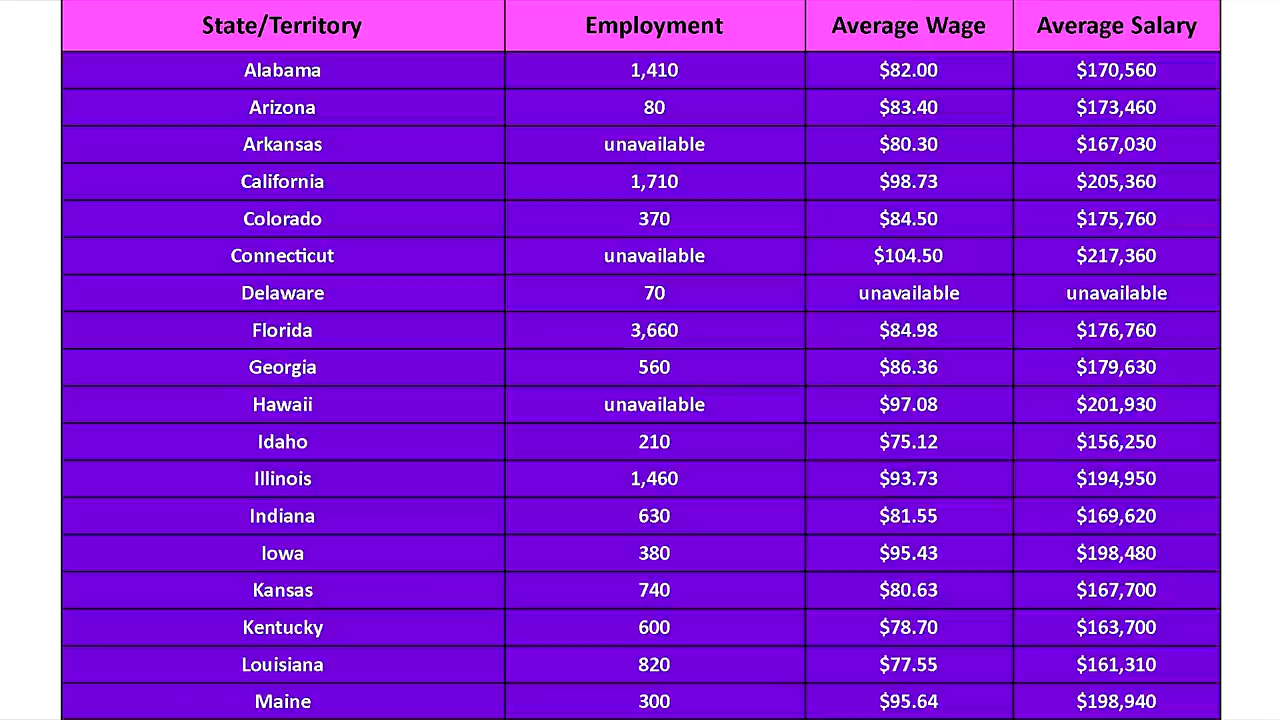 State/Territory Employment Average Wage Average Salary
Alabama 1,410 $82.00 $170,560
Arizona 80 $83.40 $173,460
Arkansas unavailable $80.30 $167,030
California 1,710 $98.73 $205,360
Colorado 370 $84.50 $175,760
Connecticut unavailable $104.50 $217,360
Delaware 70 unavailable unavailable
Florida 3,660 $84.98 $176,760
Georgia 560 $86.36 $179,630
Hawaii unavailable $97.08 $201,930
Idaho 210 $75.12 $156,250
Illinois 1,460 $93.73 $194,950
Indiana 630 $81.55 $169,620
Iowa 380 $95.43 $198,480
Kansas 740 $80.63 $167,700
Kentucky 600 $78.70 $163,700
Louisiana 820 $77.55 $161,310
Maine 300 $95.64 $198,940